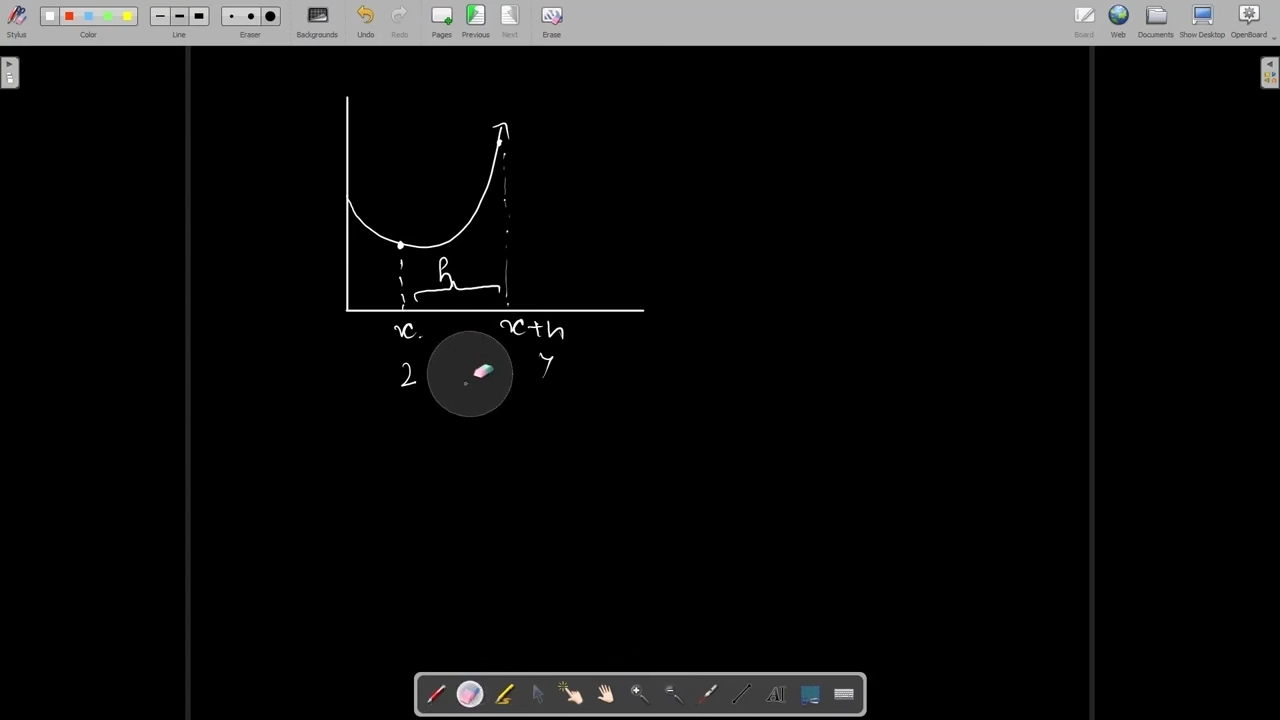 Stylus Color Line Eraser Backgrounds Undo Redo Pages Previous Next Erase Board Web Documents Show Desktop OpenBoard
h
x x+h
2 7